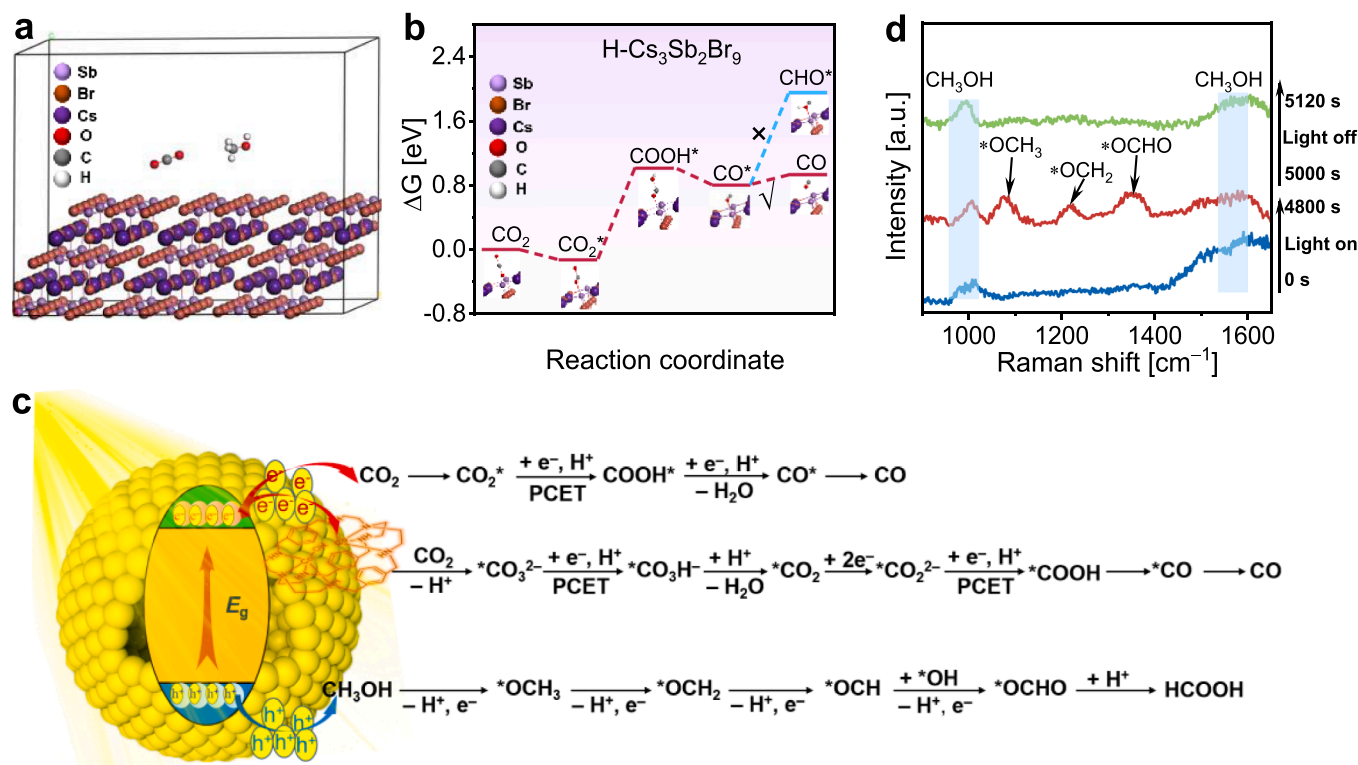 a
Sb
Br
Cs
O
C
H
b
H-Cs₃Sb₂Br₉
Sb
Br
Cs
O
C
H
ΔG [eV]
2.4
1.6
0.8
0.0
-0.8
CO₂
CO₂*
COOH*
CO*
CHO*
×
CO
√
Reaction coordinate
d
CH₃OH
CH₃OH
*OCH₃
*OCH₂
*OCHO
5120 s
Light off
5000 s
4800 s
Light on
0 s
Intensity [a.u.]
1000 1200 1400 1600
Raman shift [cm⁻¹]
c
e⁻ e⁻
e⁻ e⁻ e⁻
e⁻ e⁻ e⁻ e⁻
E_g
h⁺ h⁺ h⁺ h⁺
h⁺ h⁺
h⁺ h⁺ h⁺
CO₂ → CO₂* + e⁻, H⁺ PCET → COOH* + e⁻, H⁺ – H₂O → CO* → CO
CO₂ – H⁺ → *CO₃²⁻ + e⁻, H⁺ PCET → *CO₃H⁻ + H⁺ – H₂O → *CO₂ + 2e⁻ → *CO₂²⁻ + e⁻, H⁺ PCET → *COOH → *CO → CO
CH₃OH – H⁺, e⁻ → *OCH₃ – H⁺, e⁻ → *OCH₂ – H⁺, e⁻ → *OCH + *OH – H⁺, e⁻ → *OCHO + H⁺ → HCOOH